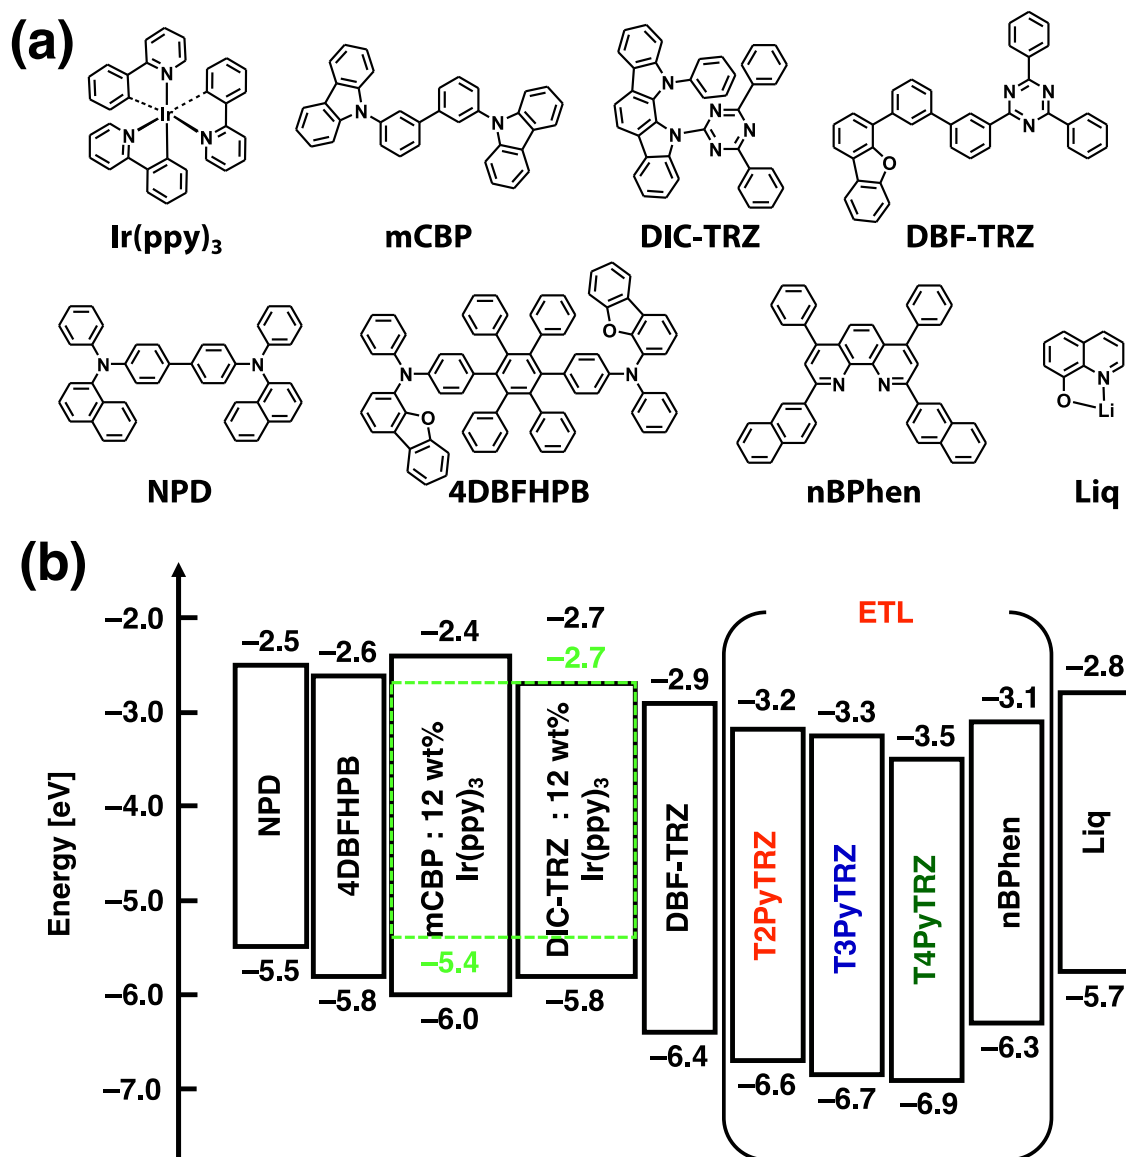 (a)
N
Ir
N
N
Ir(ppy)₃
N
N
mCBP
N
N
N
N
N
DIC-TRZ
O
N
N
N
DBF-TRZ
N
N
NPD
N
O
O
N
4DBFHPB
N
N
nBPhen
N
O
Li
Liq
(b)
Energy [eV]
–2.0
–3.0
–4.0
–5.0
–6.0
–7.0
–2.5
NPD
–5.5
–2.6
4DBFHPB
–5.8
–2.4
mCBP : 12 wt%
Ir(ppy)₃
–5.4
–6.0
–2.7
–2.7
DIC-TRZ : 12 wt%
Ir(ppy)₃
–5.8
–2.9
DBF-TRZ
–6.4
ETL
–3.2
T2PyTRZ
–6.6
–3.3
T3PyTRZ
–6.7
–3.5
T4PyTRZ
–6.9
–3.1
nBPhen
–6.3
–2.8
Liq
–5.7